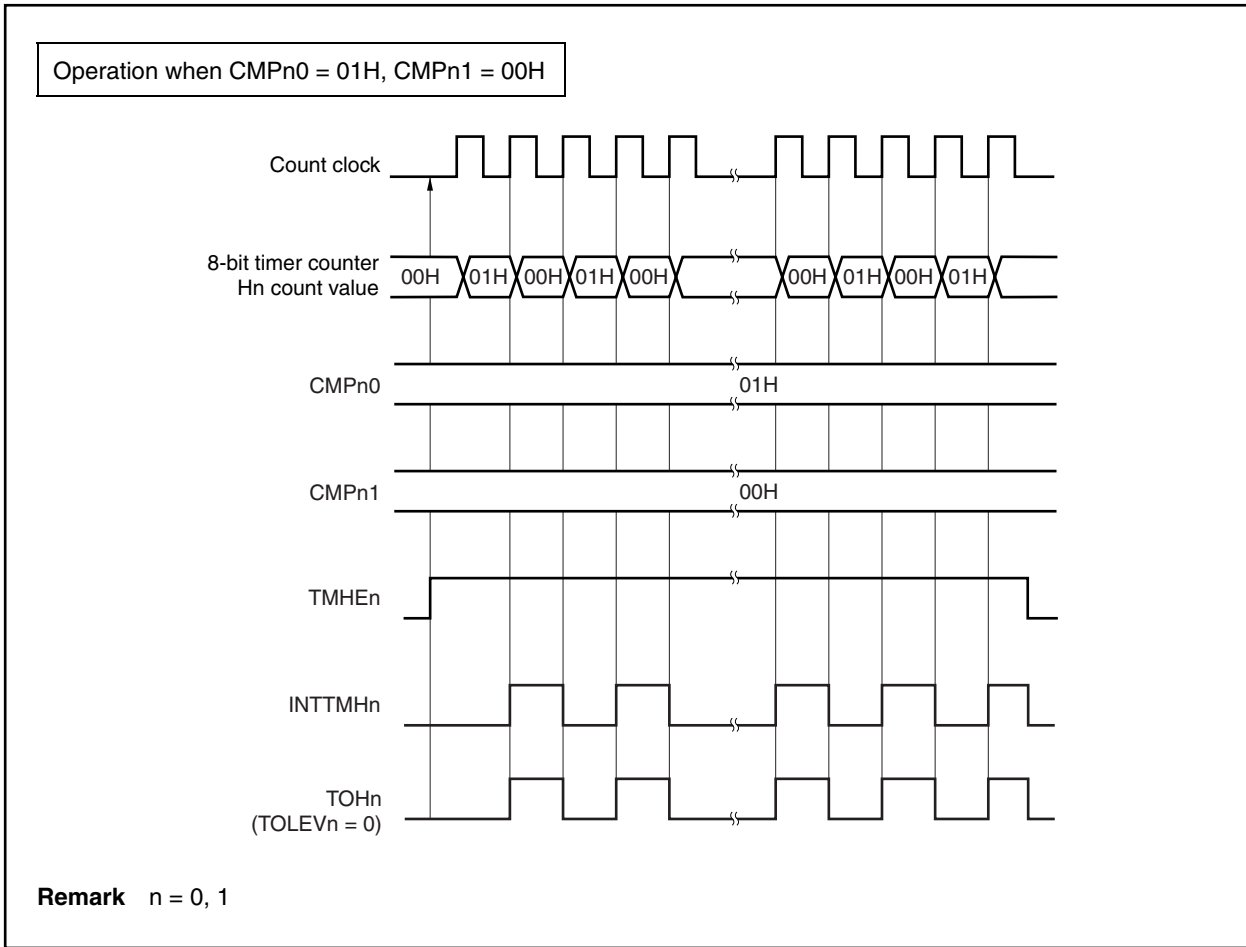 Operation when CMPn0 = 01H, CMPn1 = 00H
Count clock
8-bit timer counter
Hn count value
00H 01H 00H 01H 00H 00H 01H 00H 01H
CMPn0
01H
CMPn1
00H
TMHEn
INTTMHn
TOHn
(TOLEVn = 0)
Remark n = 0, 1